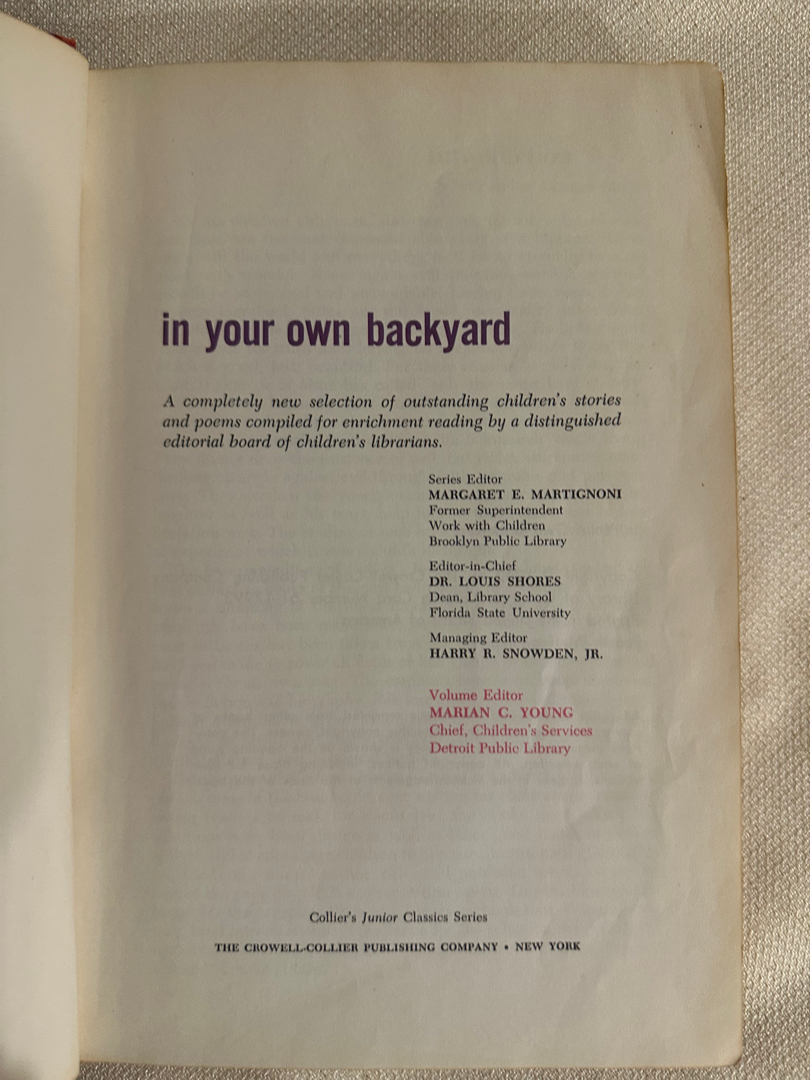 in your own backyard
A completely new selection of outstanding children's stories
and poems compiled for enrichment reading by a distinguished
editorial board of children's librarians.
Series Editor
MARGARET E. MARTIGNONI
Former Superintendent
Work with Children
Brooklyn Public Library
Editor-in-Chief
DR. LOUIS SHORES
Dean, Library School
Florida State University
Managing Editor
HARRY R. SNOWDEN, JR.
Volume Editor
MARIAN C. YOUNG
Chief, Children's Services
Detroit Public Library
Collier's Junior Classics Series
THE CROWELL-COLLIER PUBLISHING COMPANY • NEW YORK